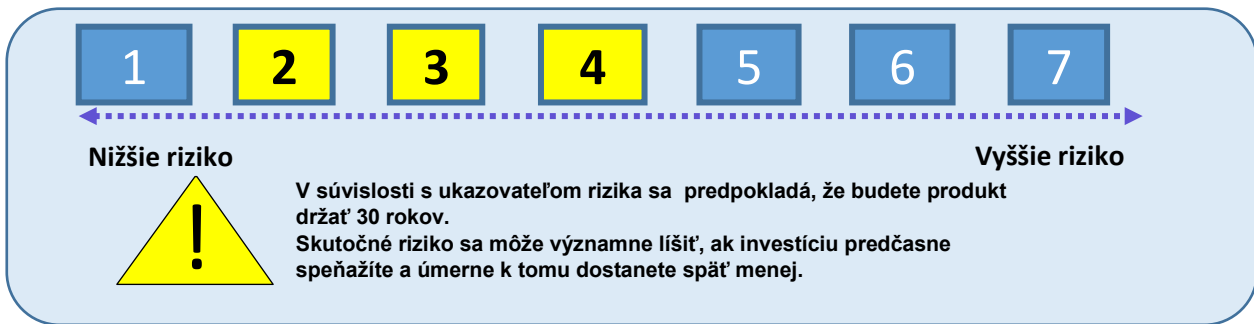 1 2 3 4 5 6 7
Nižšie riziko Vyššie riziko
!
V súvislosti s ukazovateľom rizika sa predpokladá, že budete produkt
držať 30 rokov.
Skutočné riziko sa môže významne líšiť, ak investíciu predčasne
speňažíte a úmerne k tomu dostanete späť menej.